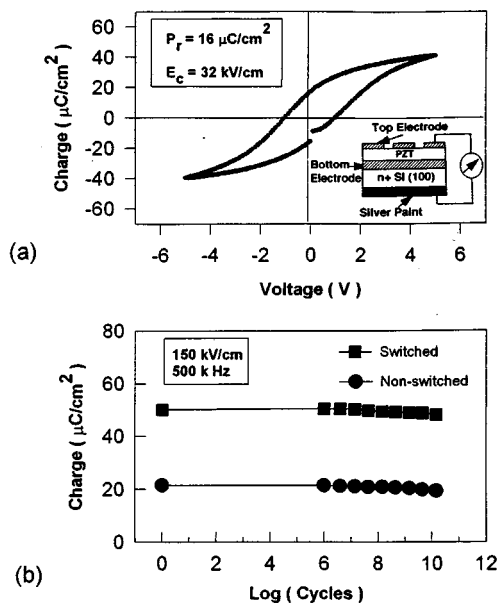 P_r = 16 μC/cm²
E_c = 32 kV/cm
60
40
20
0
-20
-40
-60
Charge ( μC/cm² )
Top Electrode
PZT
Bottom
Electrode
n+ SI (100)
Silver Paint
-6 -4 -2 0 2 4 6
(a)
Voltage ( V )
80
60
40
20
0
Charge ( μC/cm² )
150 kV/cm
500 k Hz
Switched
Non-switched
0 2 4 6 8 10 12
(b)
Log ( Cycles )